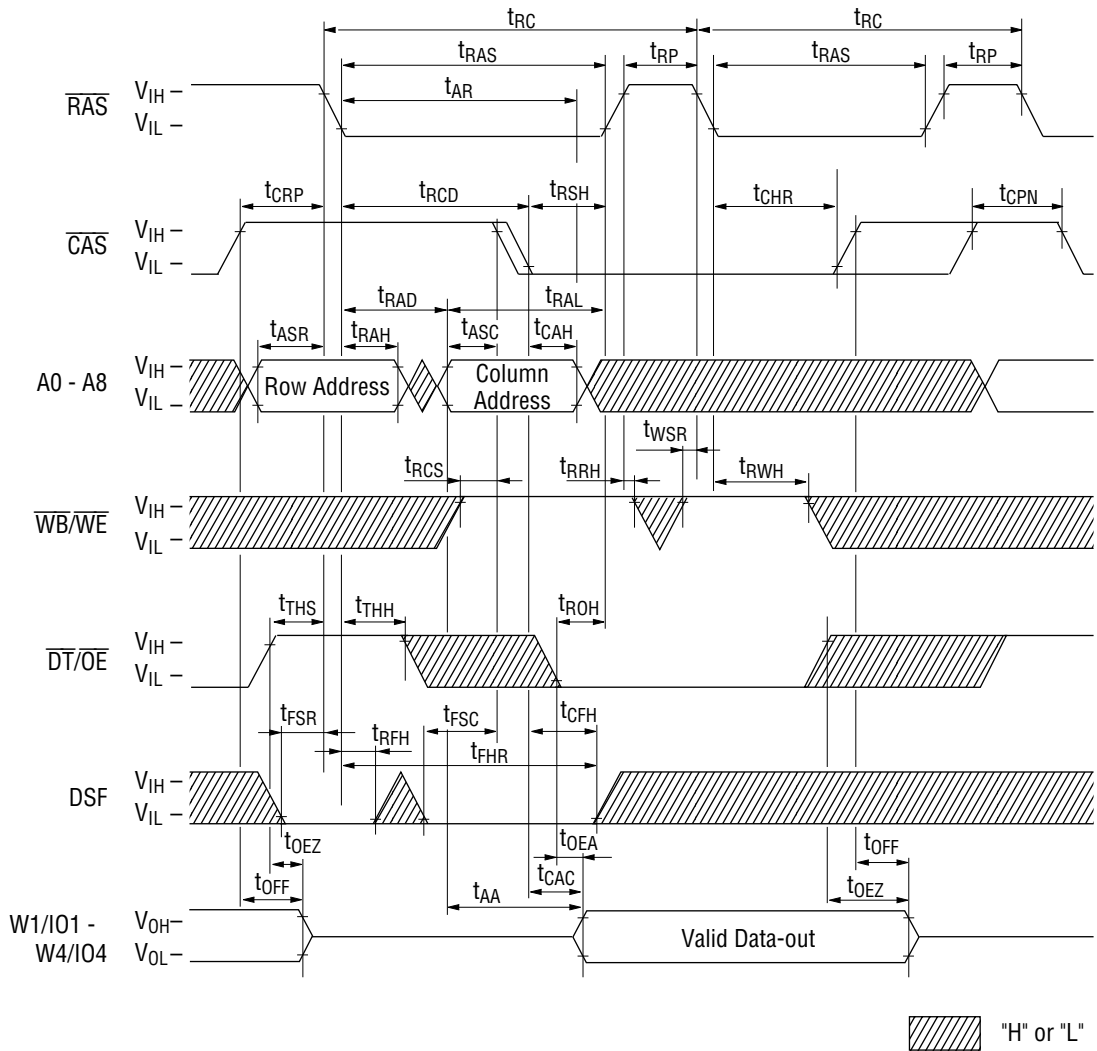 tRC tRC
tRAS tRP tRAS tRP
tAR
RAS VIH –
VIL –
tCRP tRCD tRSH tCHR tCPN
CAS VIH –
VIL –
tRAD tRAL
tASR tRAH tASC tCAH
A0 - A8 VIH –
VIL –
Row Address
Column
Address
tWSR
tRCS tRRH tRWH
WB/WE VIH –
VIL –
tTHS tTHH tROH
DT/OE VIH –
VIL –
tFSR tRFH tFSC tCFH
tFHR
DSF VIH –
VIL –
tOEZ tOEA tOFF
tOFF tAA tCAC tOEZ
W1/IO1 -
W4/IO4
VOH –
VOL –
Valid Data-out
"H" or "L"